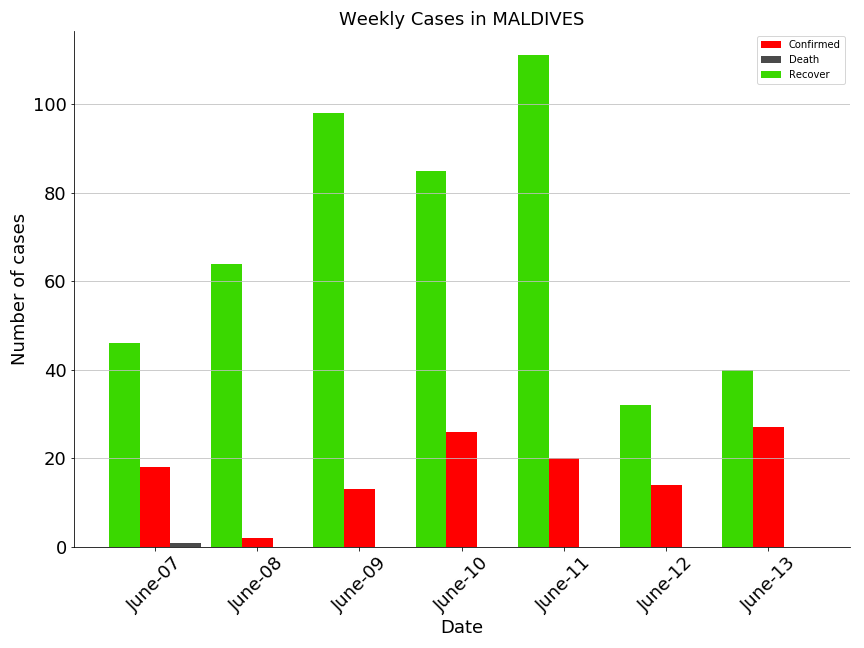 Weekly Cases in MALDIVES
Confirmed
Death
Recover
Number of cases
100
80
60
40
20
0
June-07
June-08
June-09
June-10
June-11
June-12
June-13
Date